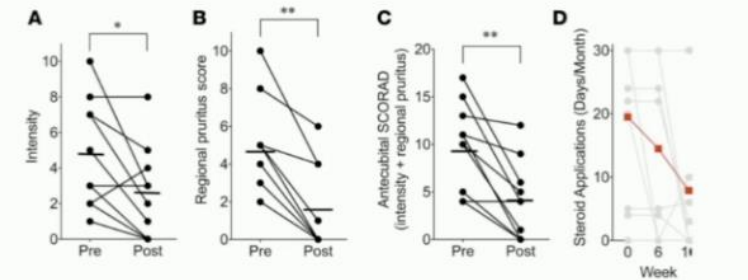 A
*
Intensity
10
8
6
4
2
0
Pre Post
B
**
Regional pruritus score
10
8
6
4
2
0
Pre Post
C
**
Antecubital SCORAD
(intensity + regional pruritus)
20
15
10
5
0
Pre Post
D
Steroid Applications (Days/Month)
30
20
10
0
0 6
Week